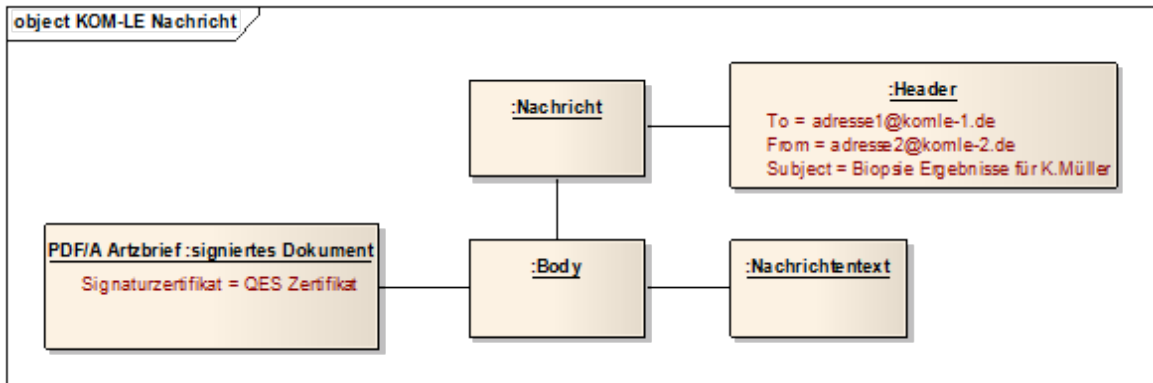 object KOM-LE Nachricht
:Nachricht
:Header
To = adresse1@komle-1.de
From = adresse2@komle-2.de
Subject = Biopsie Ergebnisse für K.Müller
PDF/A Artzbrief :signiertes Dokument
Signaturzertifikat = QES Zertifikat
:Body
:Nachrichtentext